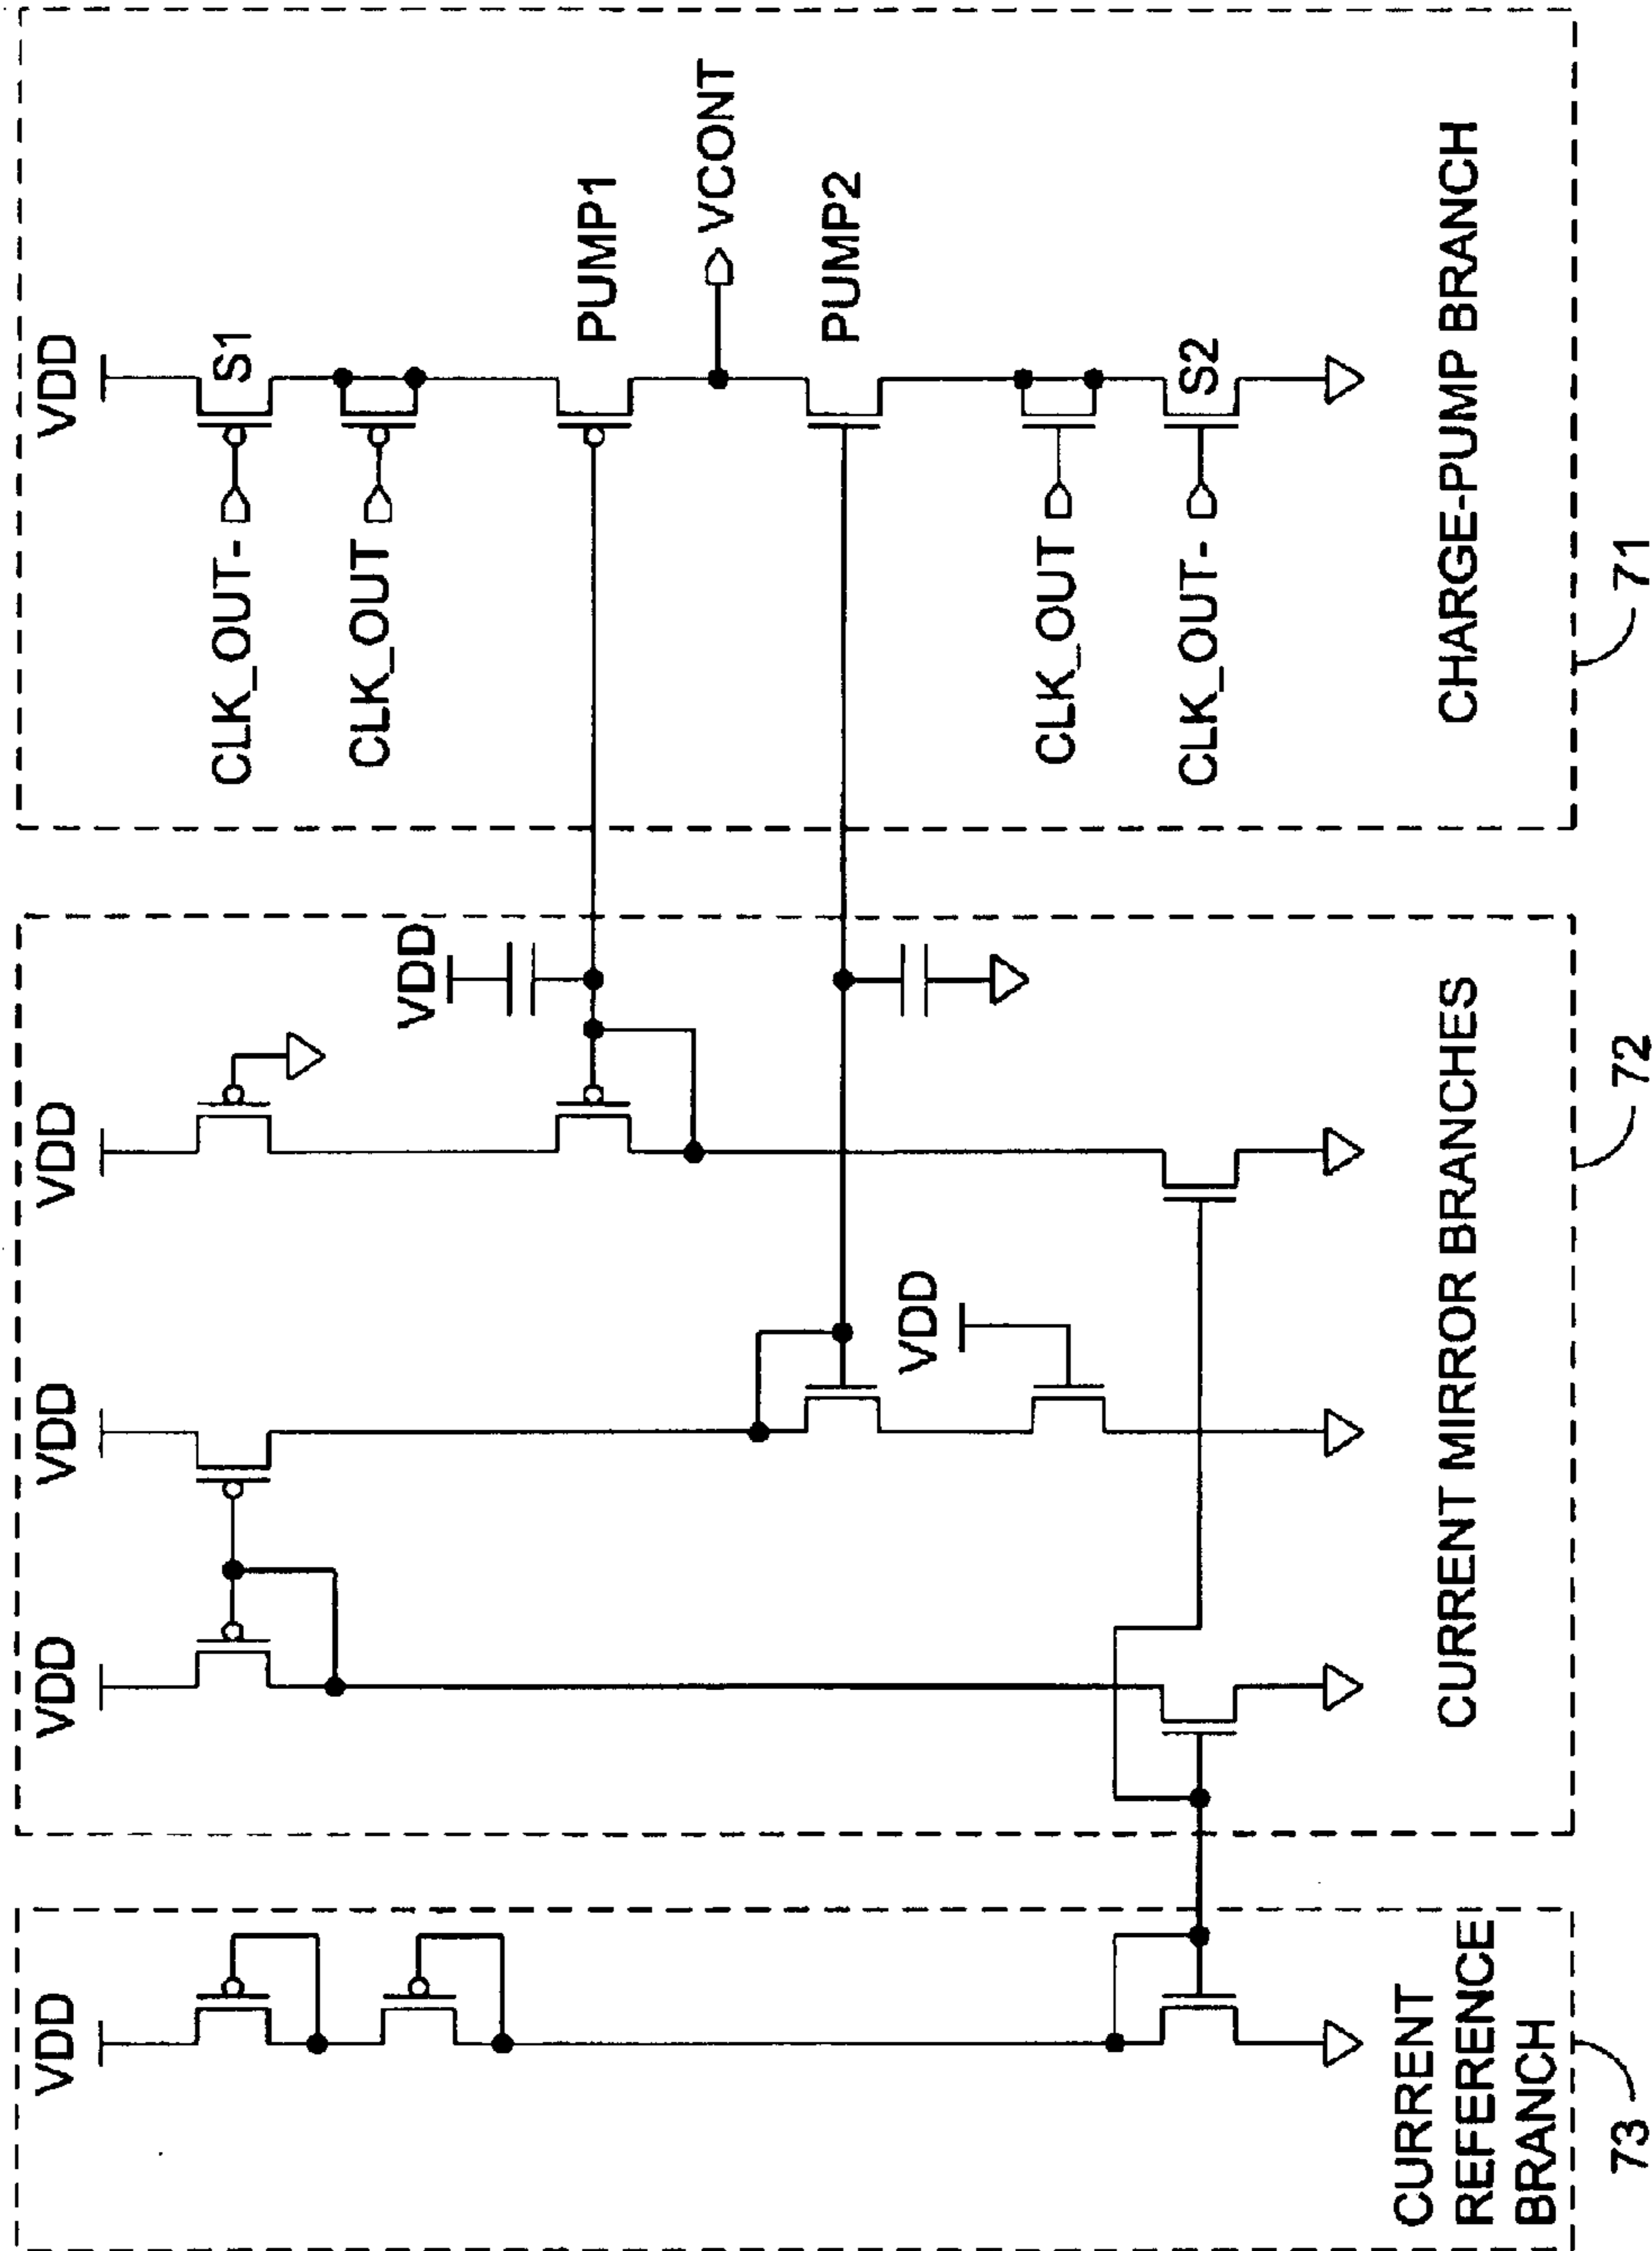 VDD
VDD
VDD
VDD
VDD
VDD
VDD
S1
CLK_OUT-
CLK_OUT
PUMP1
VCONT
PUMP2
CLK_OUT
CLK_OUT-
S2
CURRENT
REFERENCE
BRANCH
CURRENT MIRROR BRANCHES
CHARGE-PUMP BRANCH
73
72
71